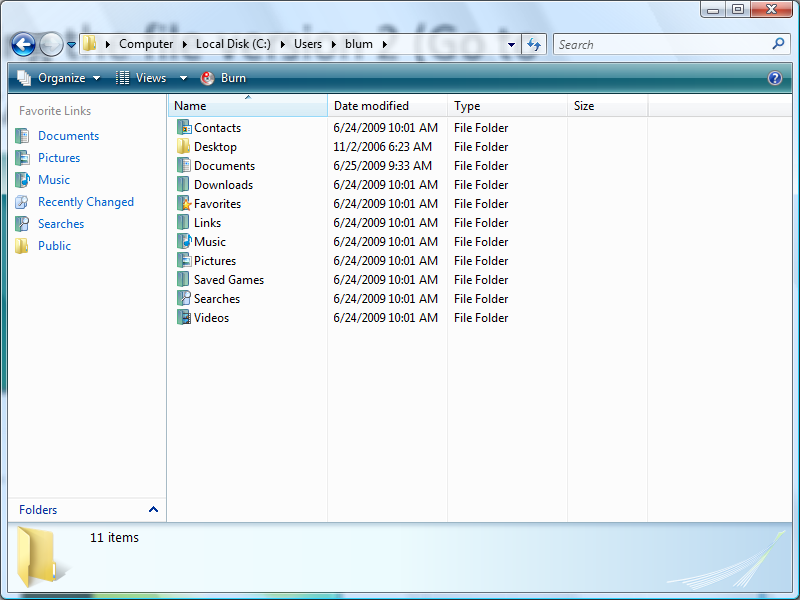 the file version 2 (Go to
Computer Local Disk (C:) Users blum Search
Organize Views Burn
Favorite Links
Documents
Pictures
Music
Recently Changed
Searches
Public
Folders
Name Date modified Type Size
Contacts 6/24/2009 10:01 AM File Folder
Desktop 11/2/2006 6:23 AM File Folder
Documents 6/25/2009 9:33 AM File Folder
Downloads 6/24/2009 10:01 AM File Folder
Favorites 6/24/2009 10:01 AM File Folder
Links 6/24/2009 10:01 AM File Folder
Music 6/24/2009 10:01 AM File Folder
Pictures 6/24/2009 10:01 AM File Folder
Saved Games 6/24/2009 10:01 AM File Folder
Searches 6/24/2009 10:01 AM File Folder
Videos 6/24/2009 10:01 AM File Folder
11 items